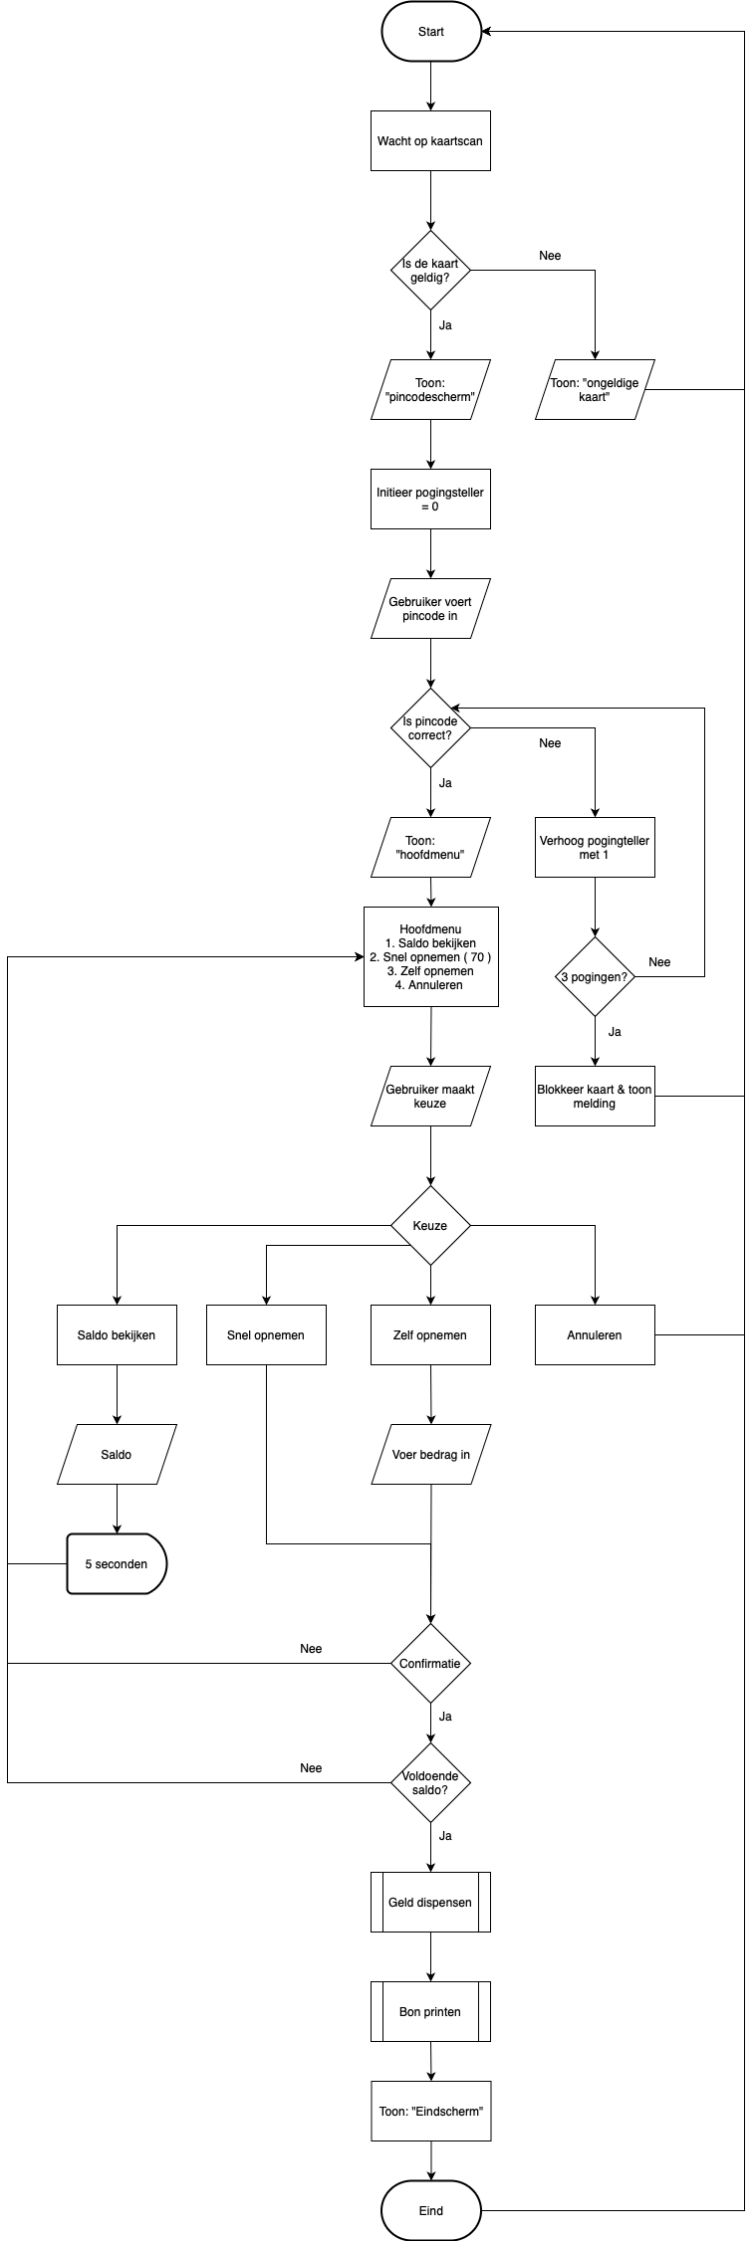 Start
Wacht op kaartscan
Is de kaart
geldig?
Nee
Ja
Toon:
"pincodescherm"
Toon: "ongeldige
kaart"
Initieer pogingsteller
= 0
Gebruiker voert
pincode in
Is pincode
correct?
Nee
Ja
Toon:
"hoofdmenu"
Verhoog pogingteller
met 1
Hoofdmenu
1. Saldo bekijken
2. Snel opnemen ( 70 )
3. Zelf opnemen
4. Annuleren
3 pogingen?
Nee
Ja
Gebruiker maakt
keuze
Blokkeer kaart & toon
melding
Keuze
Saldo bekijken
Snel opnemen
Zelf opnemen
Annuleren
Saldo
Voer bedrag in
5 seconden
Nee
Confirmatie
Ja
Nee
Voldoende
saldo?
Ja
Geld dispensen
Bon printen
Toon: "Eindscherm"
Eind